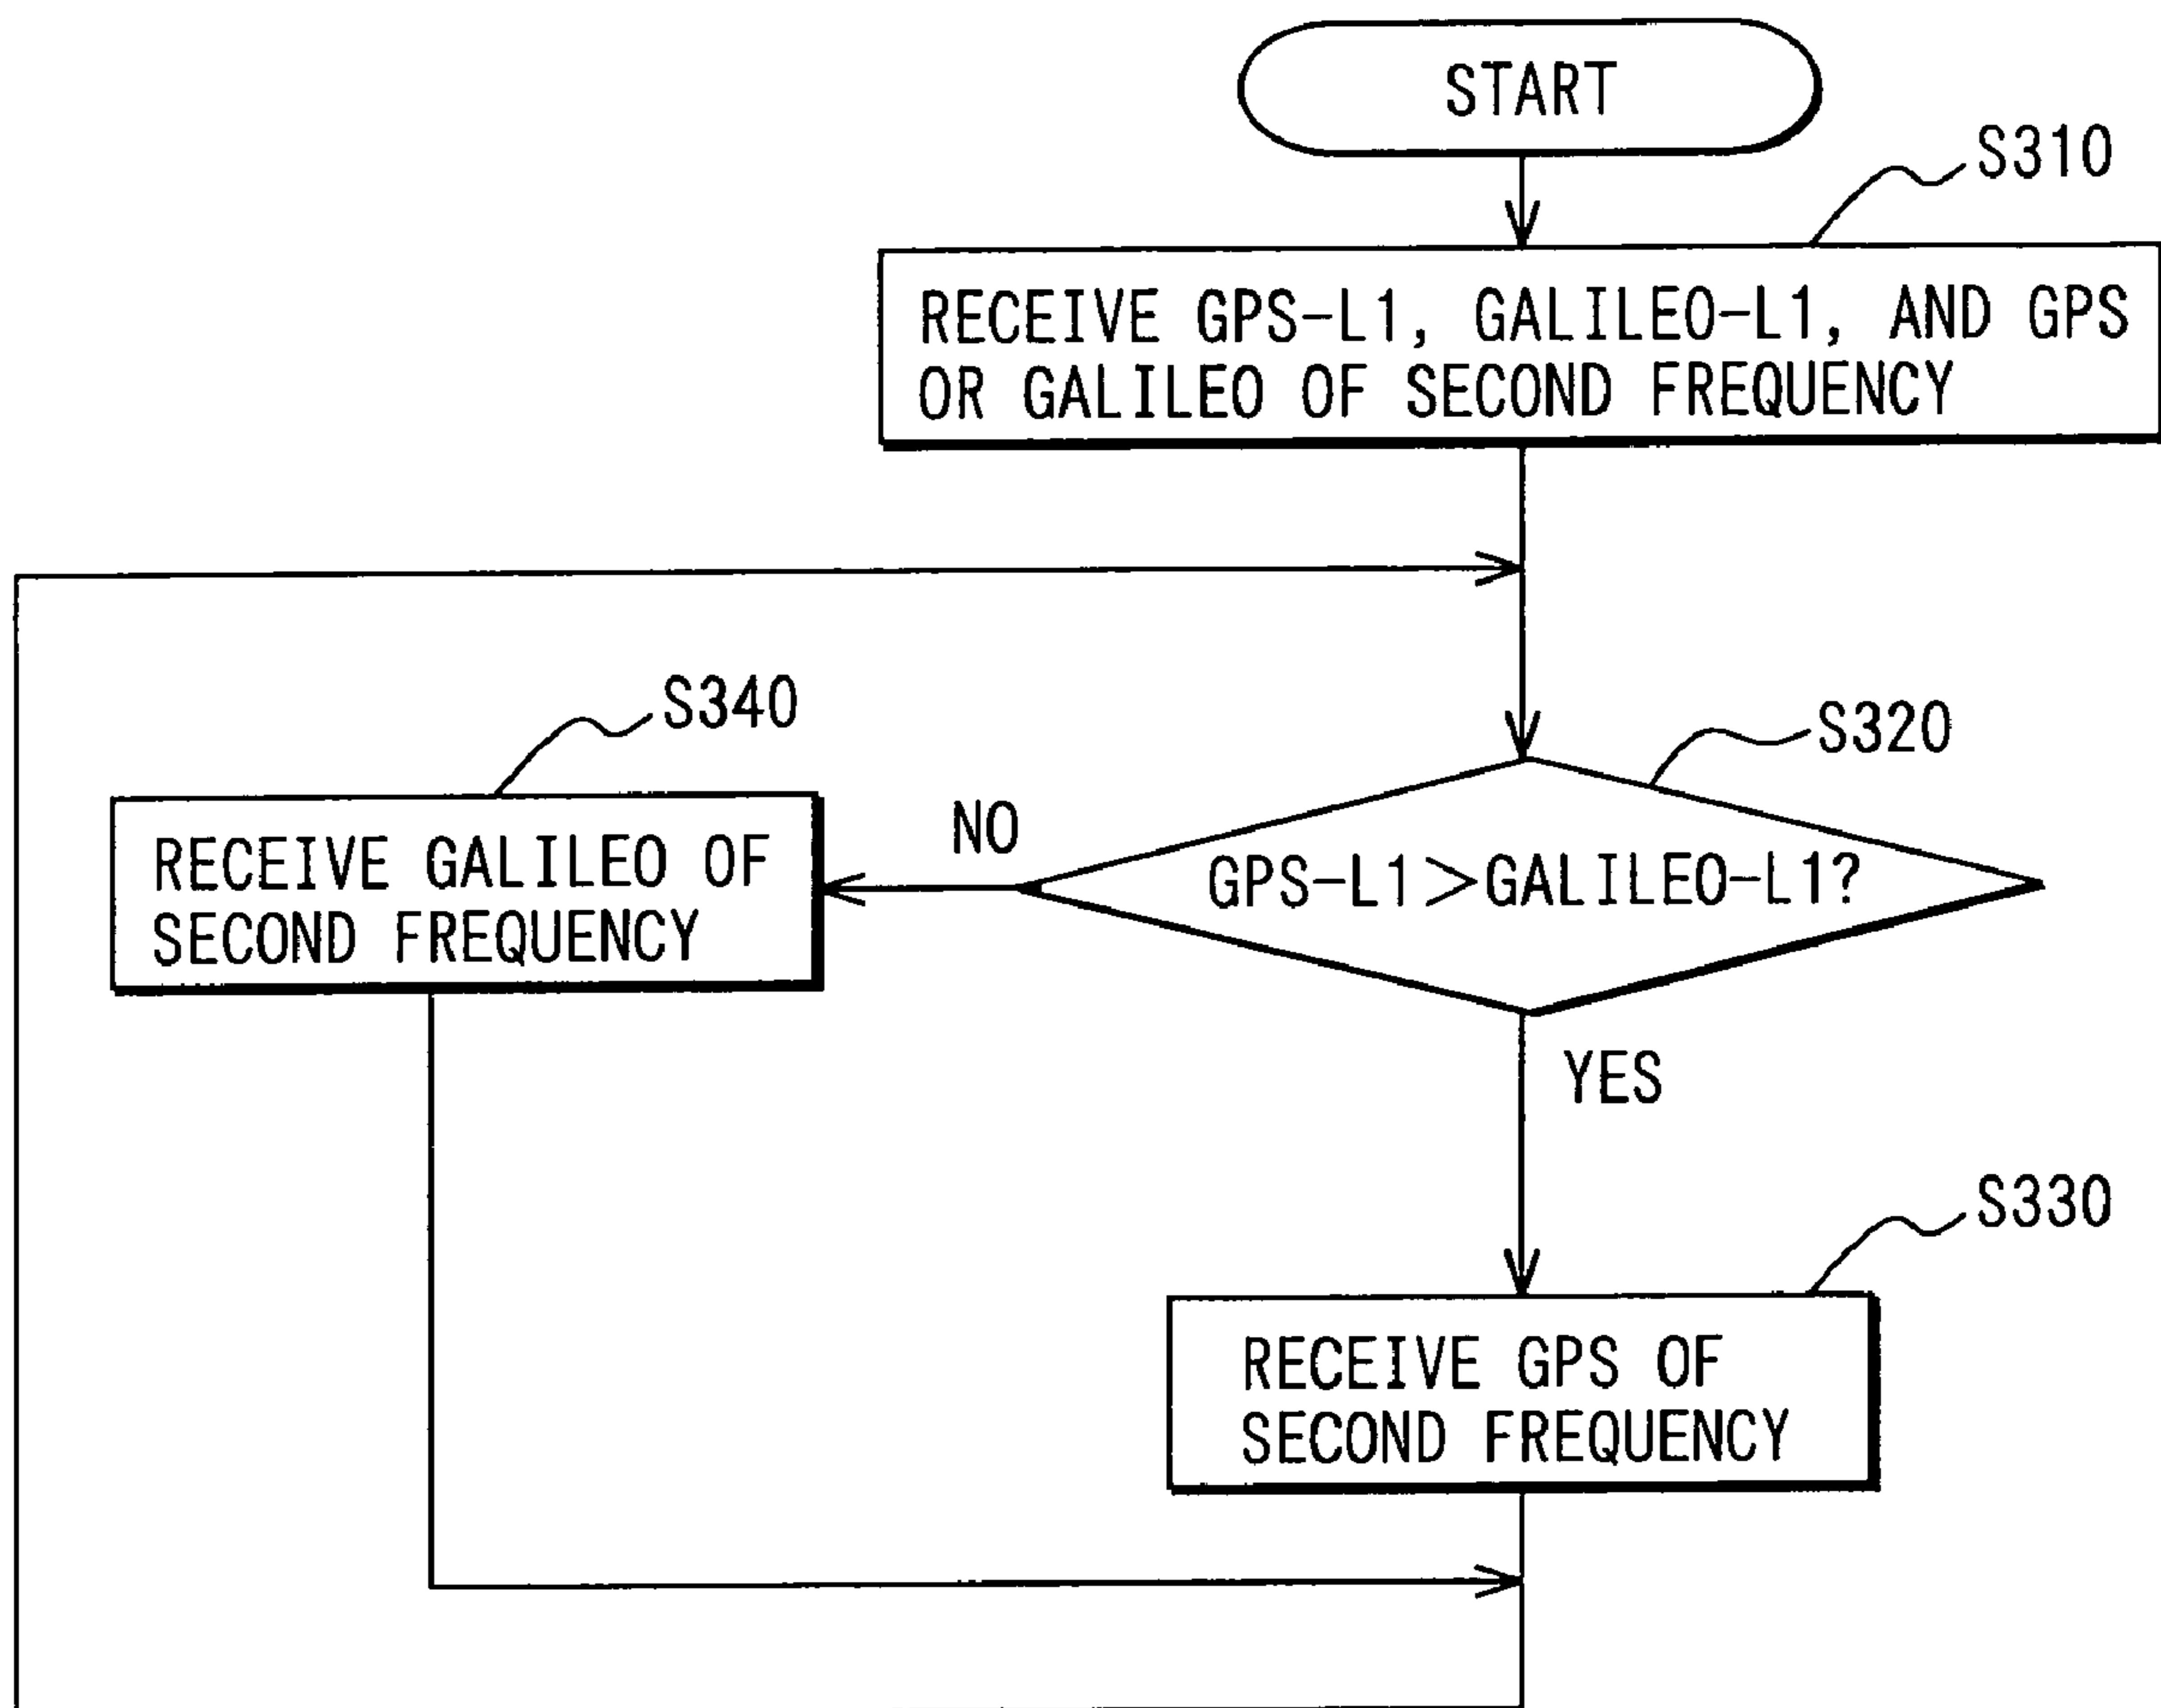 START
S310
RECEIVE GPS-L1, GALILEO-L1, AND GPS
OR GALILEO OF SECOND FREQUENCY
S340
S320
NO
RECEIVE GALILEO OF
SECOND FREQUENCY
GPS-L1>GALILEO-L1?
YES
S330
RECEIVE GPS OF
SECOND FREQUENCY